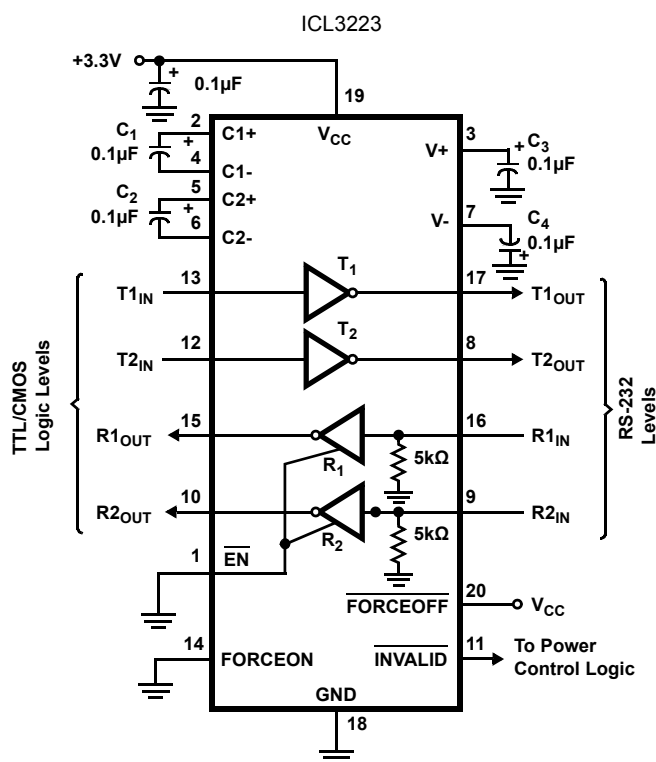 ICL3223
+3.3V
+
0.1µF
19
VCC
2
C1+
C1
0.1µF
+
4
C1-
5
C2+
C2
0.1µF
+
6
C2-
3
V+
+
C3
0.1µF
7
V-
C4
0.1µF
+
TTL/CMOS
Logic Levels
RS-232
Levels
T1IN
13
T1
17
T1OUT
T2IN
12
T2
8
T2OUT
R1OUT
15
R1
5kΩ
16
R1IN
R2OUT
10
R2
5kΩ
9
R2IN
1
EN
FORCEOFF
20
VCC
14
FORCEON
INVALID
11
To Power
Control Logic
GND
18